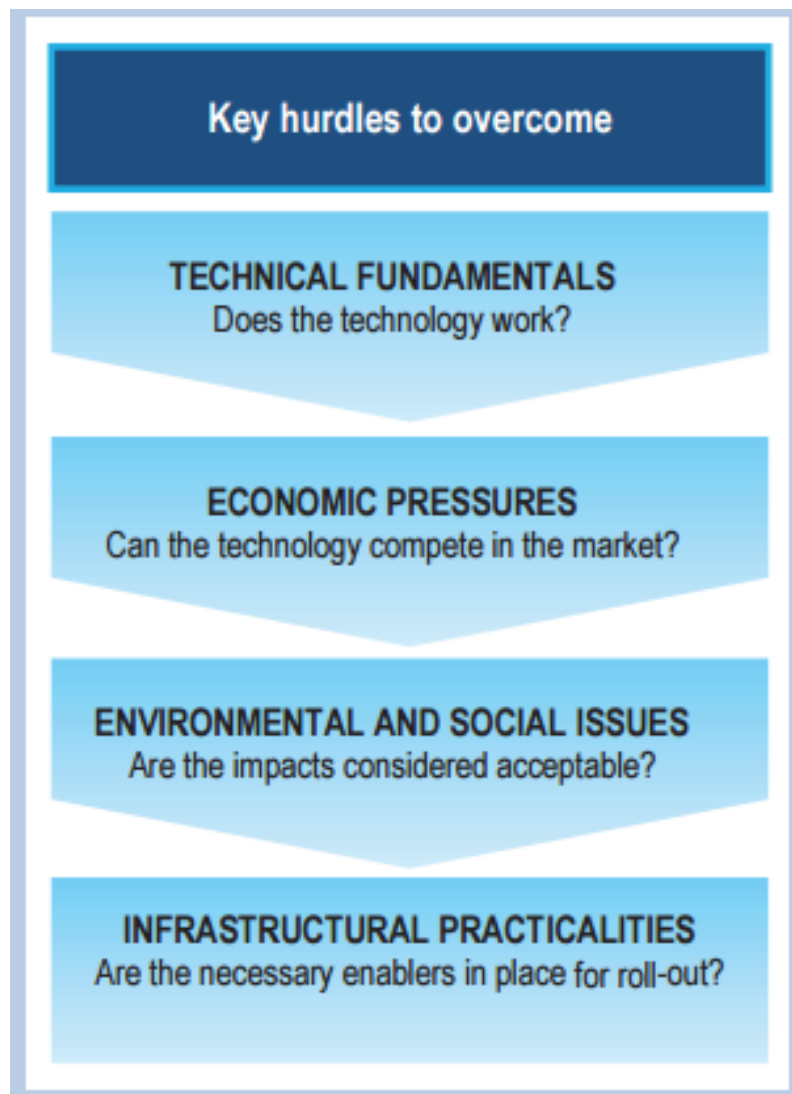 Key hurdles to overcome
TECHNICAL FUNDAMENTALS
Does the technology work?
ECONOMIC PRESSURES
Can the technology compete in the market?
ENVIRONMENTAL AND SOCIAL ISSUES
Are the impacts considered acceptable?
INFRASTRUCTURAL PRACTICALITIES
Are the necessary enablers in place for roll-out?